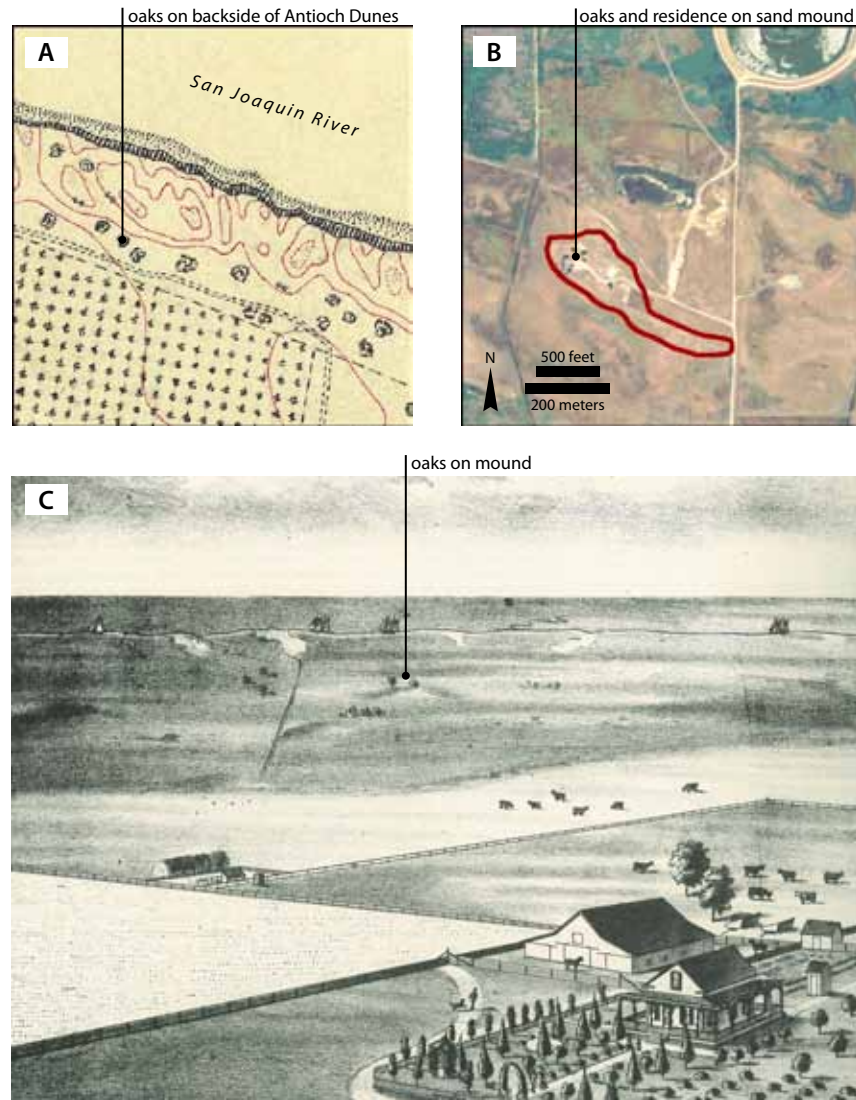 oaks on backside of Antioch Dunes
A
San Joaquin River
oaks and residence on sand mound
B
N
500 feet
200 meters
oaks on mound
C